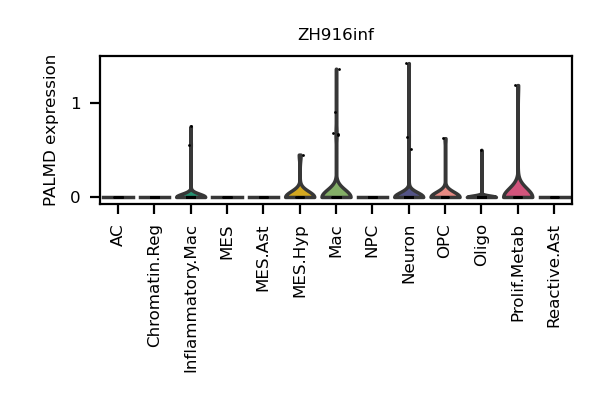 ZH916inf
PALMD expression
1
0
AC
Chromatin.Reg
Inflammatory.Mac
MES
MES.Ast
MES.Hyp
Mac
NPC
Neuron
OPC
Oligo
Prolif.Metab
Reactive.Ast